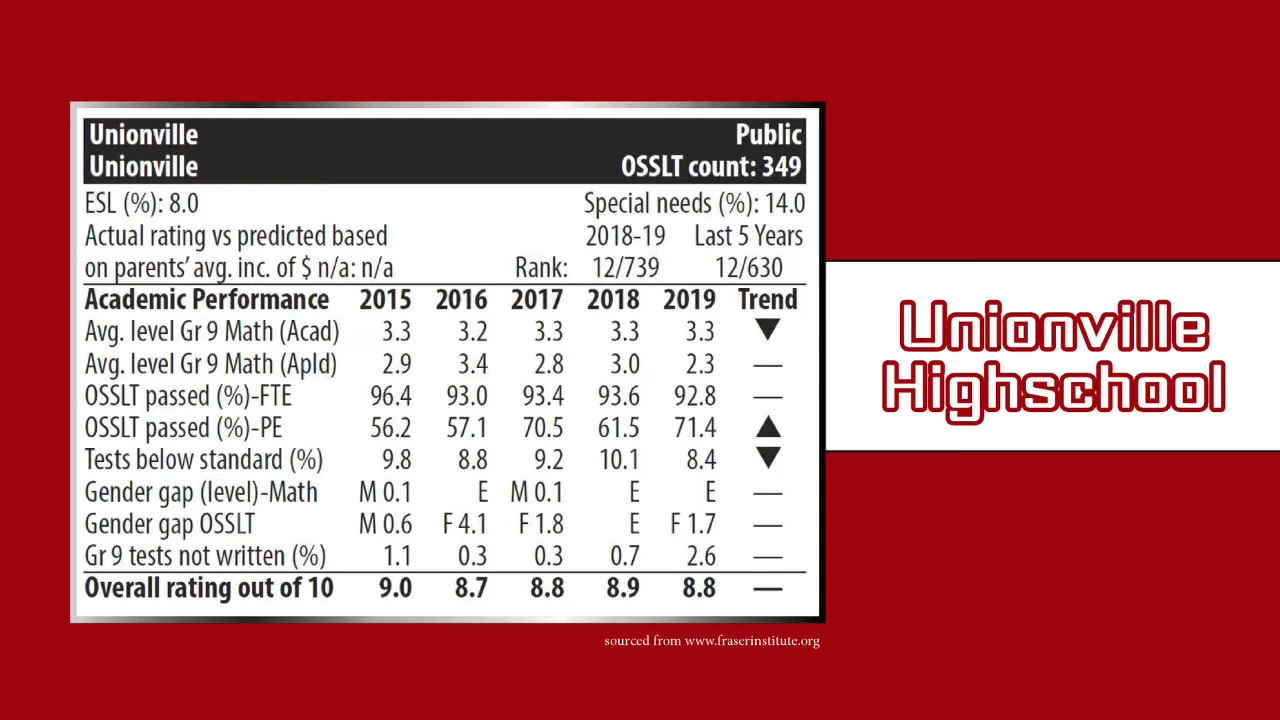 Unionville Public
Unionville OSSLT count: 349
ESL (%): 8.0 Special needs (%): 14.0
Actual rating vs predicted based 2018-19 Last 5 Years
on parents’ avg. inc. of $ n/a: n/a Rank: 12/739 12/630
Academic Performance 2015 2016 2017 2018 2019 Trend
Avg. level Gr 9 Math (Acad) 3.3 3.2 3.3 3.3 3.3 ▼
Avg. level Gr 9 Math (Apld) 2.9 3.4 2.8 3.0 2.3 —
OSSLT passed (%)-FTE 96.4 93.0 93.4 93.6 92.8 —
OSSLT passed (%)-PE 56.2 57.1 70.5 61.5 71.4 ▲
Tests below standard (%) 9.8 8.8 9.2 10.1 8.4 ▼
Gender gap (level)-Math M 0.1 E M 0.1 E E —
Gender gap OSSLT M 0.6 F 4.1 F 1.8 E F 1.7 —
Gr 9 tests not written (%) 1.1 0.3 0.3 0.7 2.6 —
Overall rating out of 10 9.0 8.7 8.8 8.9 8.8 —
sourced from www.fraserinstitute.org
Unionville
Highschool